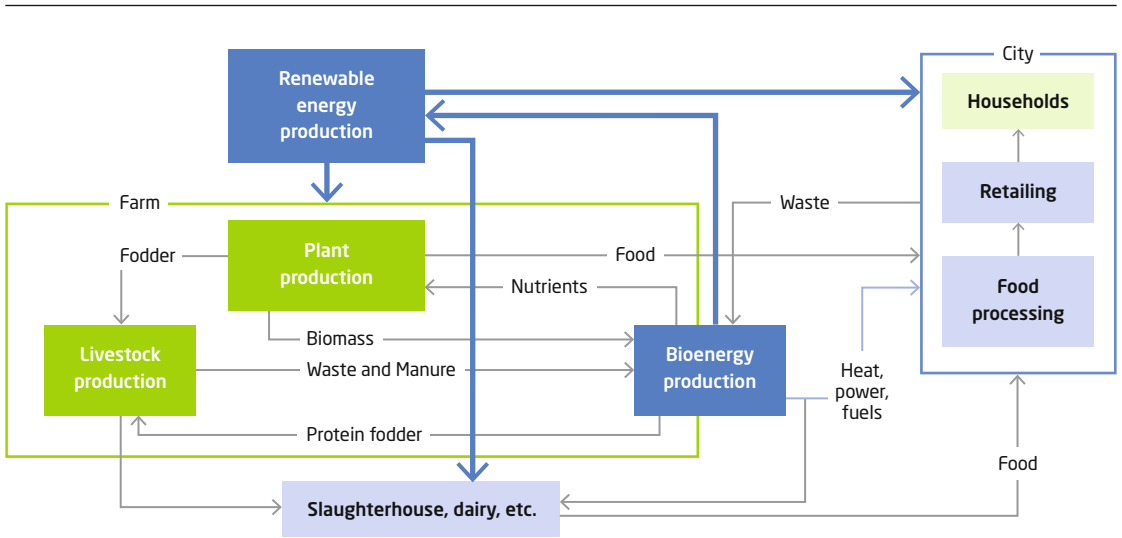 City
Renewable
energy
production
Households
Farm
Waste
Retailing
Plant
production
Fodder
Food
Nutrients
Food
processing
Biomass
Livestock
production
Waste and Manure
Bioenergy
production
Heat,
power,
fuels
Protein fodder
Food
Slaughterhouse, dairy, etc.